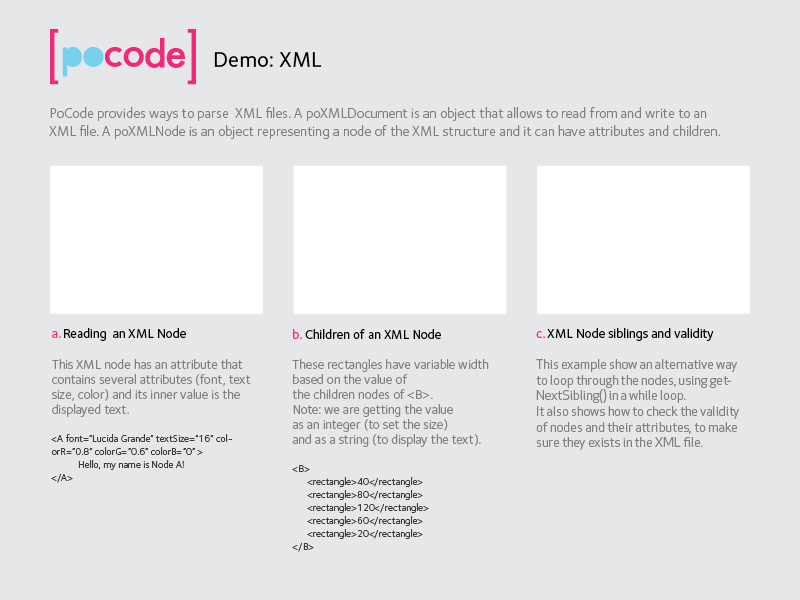 [pocode] Demo: XML
PoCode provides ways to parse  XML files. A poXMLDocument is an object that allows to read from and write to an
XML file. A poXMLNode is an object representing a node of the XML structure and it can have attributes and children.
a. Reading  an XML Node
This XML node has an attribute that
contains several attributes (font, text
size, color) and its inner value is the
displayed text.
<A font="Lucida Grande" textSize="16" col-
orR="0.8" colorG="0.6" colorB="0" >
Hello, my name is Node A!
</A>
b. Children of an XML Node
These rectangles have variable width
based on the value of
the children nodes of <B>.
Note: we are getting the value
as an integer (to set the size)
and as a string (to display the text).
<B>
<rectangle>40</rectangle>
<rectangle>80</rectangle>
<rectangle>120</rectangle>
<rectangle>60</rectangle>
<rectangle>20</rectangle>
</B>
c. XML Node siblings and validity
This example show an alternative way
to loop through the nodes, using get-
NextSibling() in a while loop.
It also shows how to check the validity
of nodes and their attributes, to make
sure they exists in the XML file.